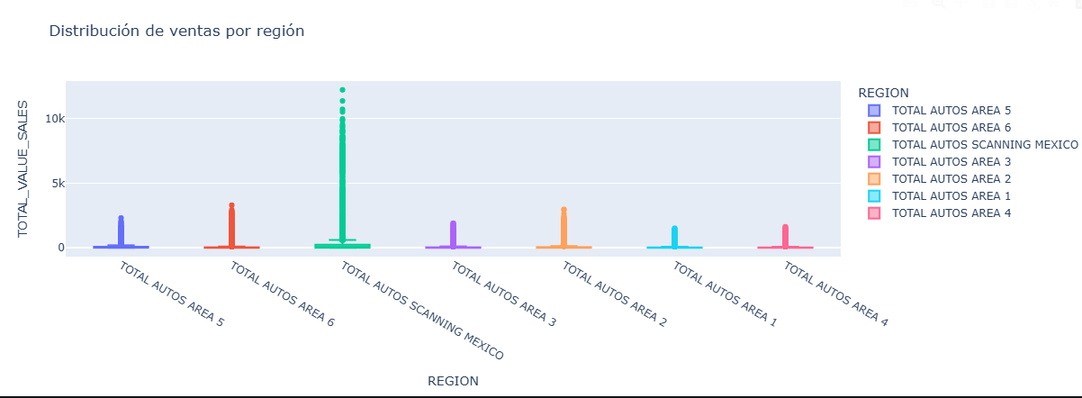 Distribución de ventas por región
TOTAL_VALUE_SALES
10k
5k
0
TOTAL AUTOS AREA 5
TOTAL AUTOS AREA 6
TOTAL AUTOS SCANNING MEXICO
TOTAL AUTOS AREA 3
TOTAL AUTOS AREA 2
TOTAL AUTOS AREA 1
TOTAL AUTOS AREA 4
REGION
REGION
TOTAL AUTOS AREA 5
TOTAL AUTOS AREA 6
TOTAL AUTOS SCANNING MEXICO
TOTAL AUTOS AREA 3
TOTAL AUTOS AREA 2
TOTAL AUTOS AREA 1
TOTAL AUTOS AREA 4